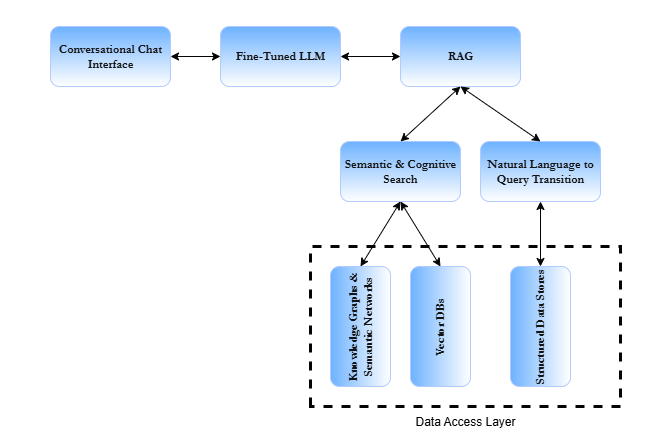 Conversational Chat
Interface
Fine-Tuned LLM
RAG
Semantic & Cognitive
Search
Natural Language to
Query Transition
Knowledge Graphs &
Semantic Networks
Vector DBs
Structured Data Stores
Data Access Layer